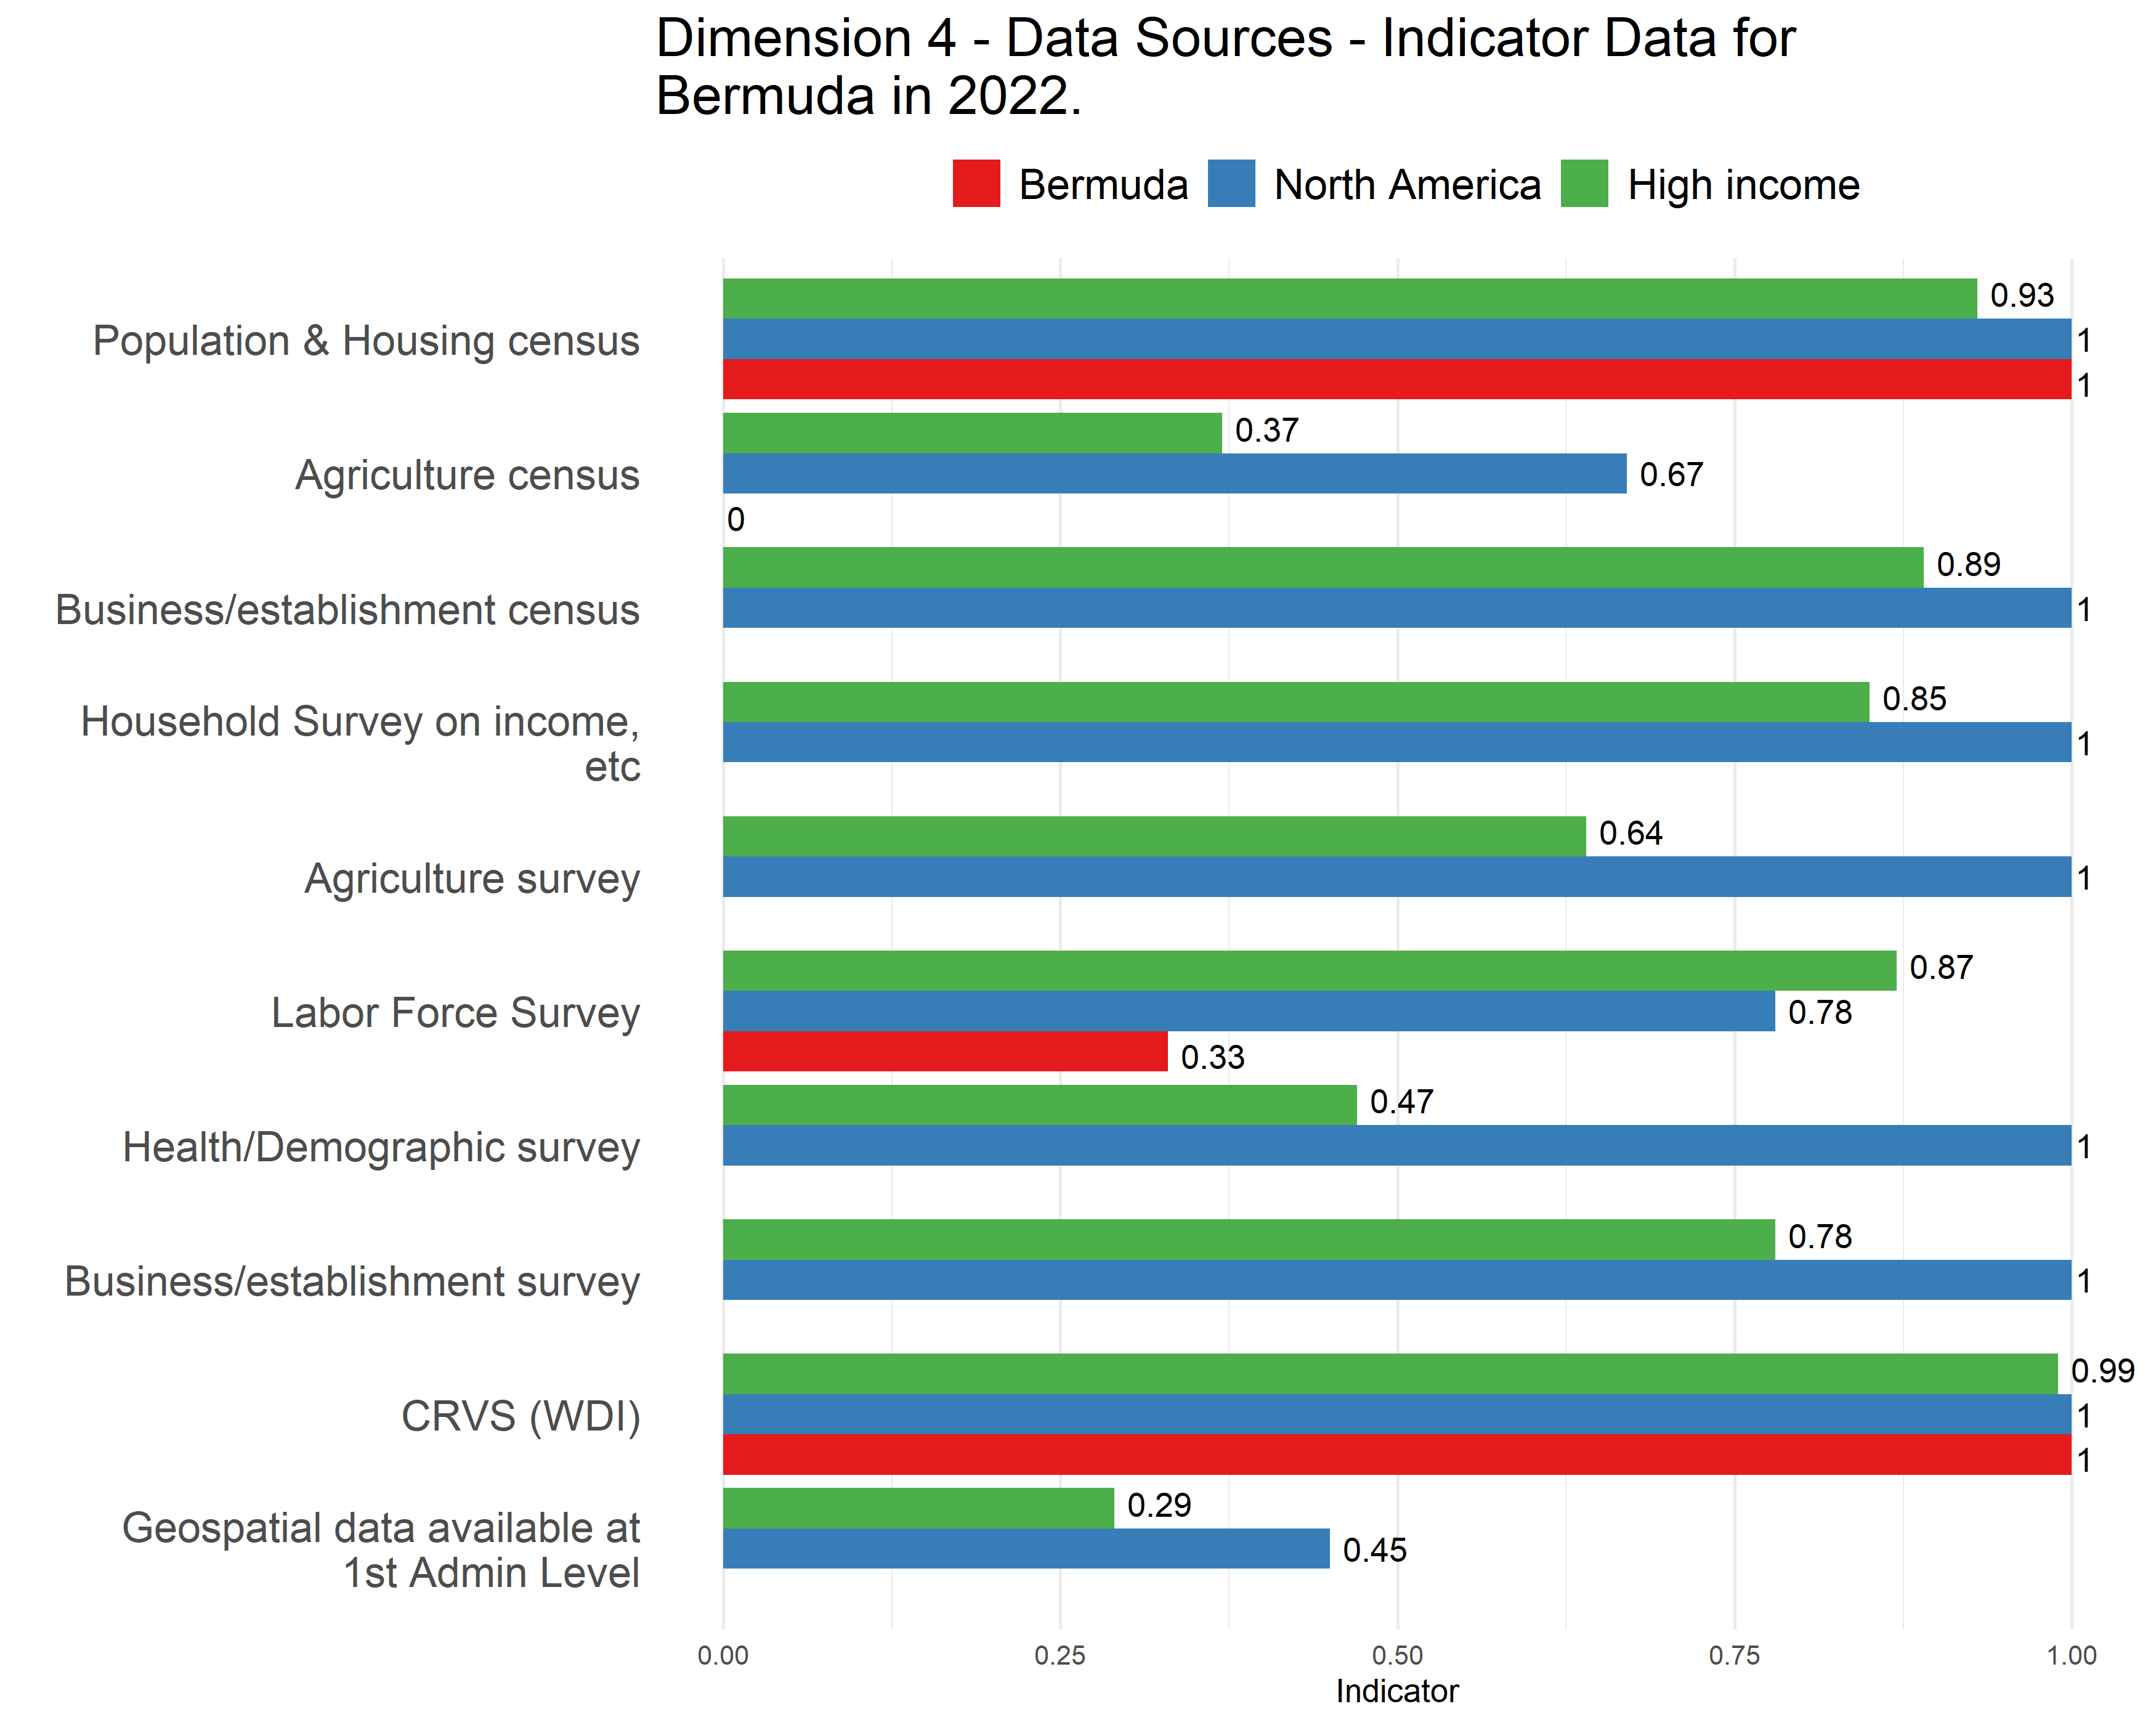 Dimension 4 - Data Sources - Indicator Data for
Bermuda in 2022.
Bermuda North America High income
Population & Housing census
0.93
1
1
Agriculture census
0.37
0.67
0
Business/establishment census
0.89
1
Household Survey on income,
etc
0.85
1
Agriculture survey
0.64
1
Labor Force Survey
0.87
0.78
0.33
Health/Demographic survey
0.47
1
Business/establishment survey
0.78
1
CRVS (WDI)
0.99
1
1
Geospatial data available at
1st Admin Level
0.29
0.45
0.00 0.25 0.50 0.75 1.00
Indicator